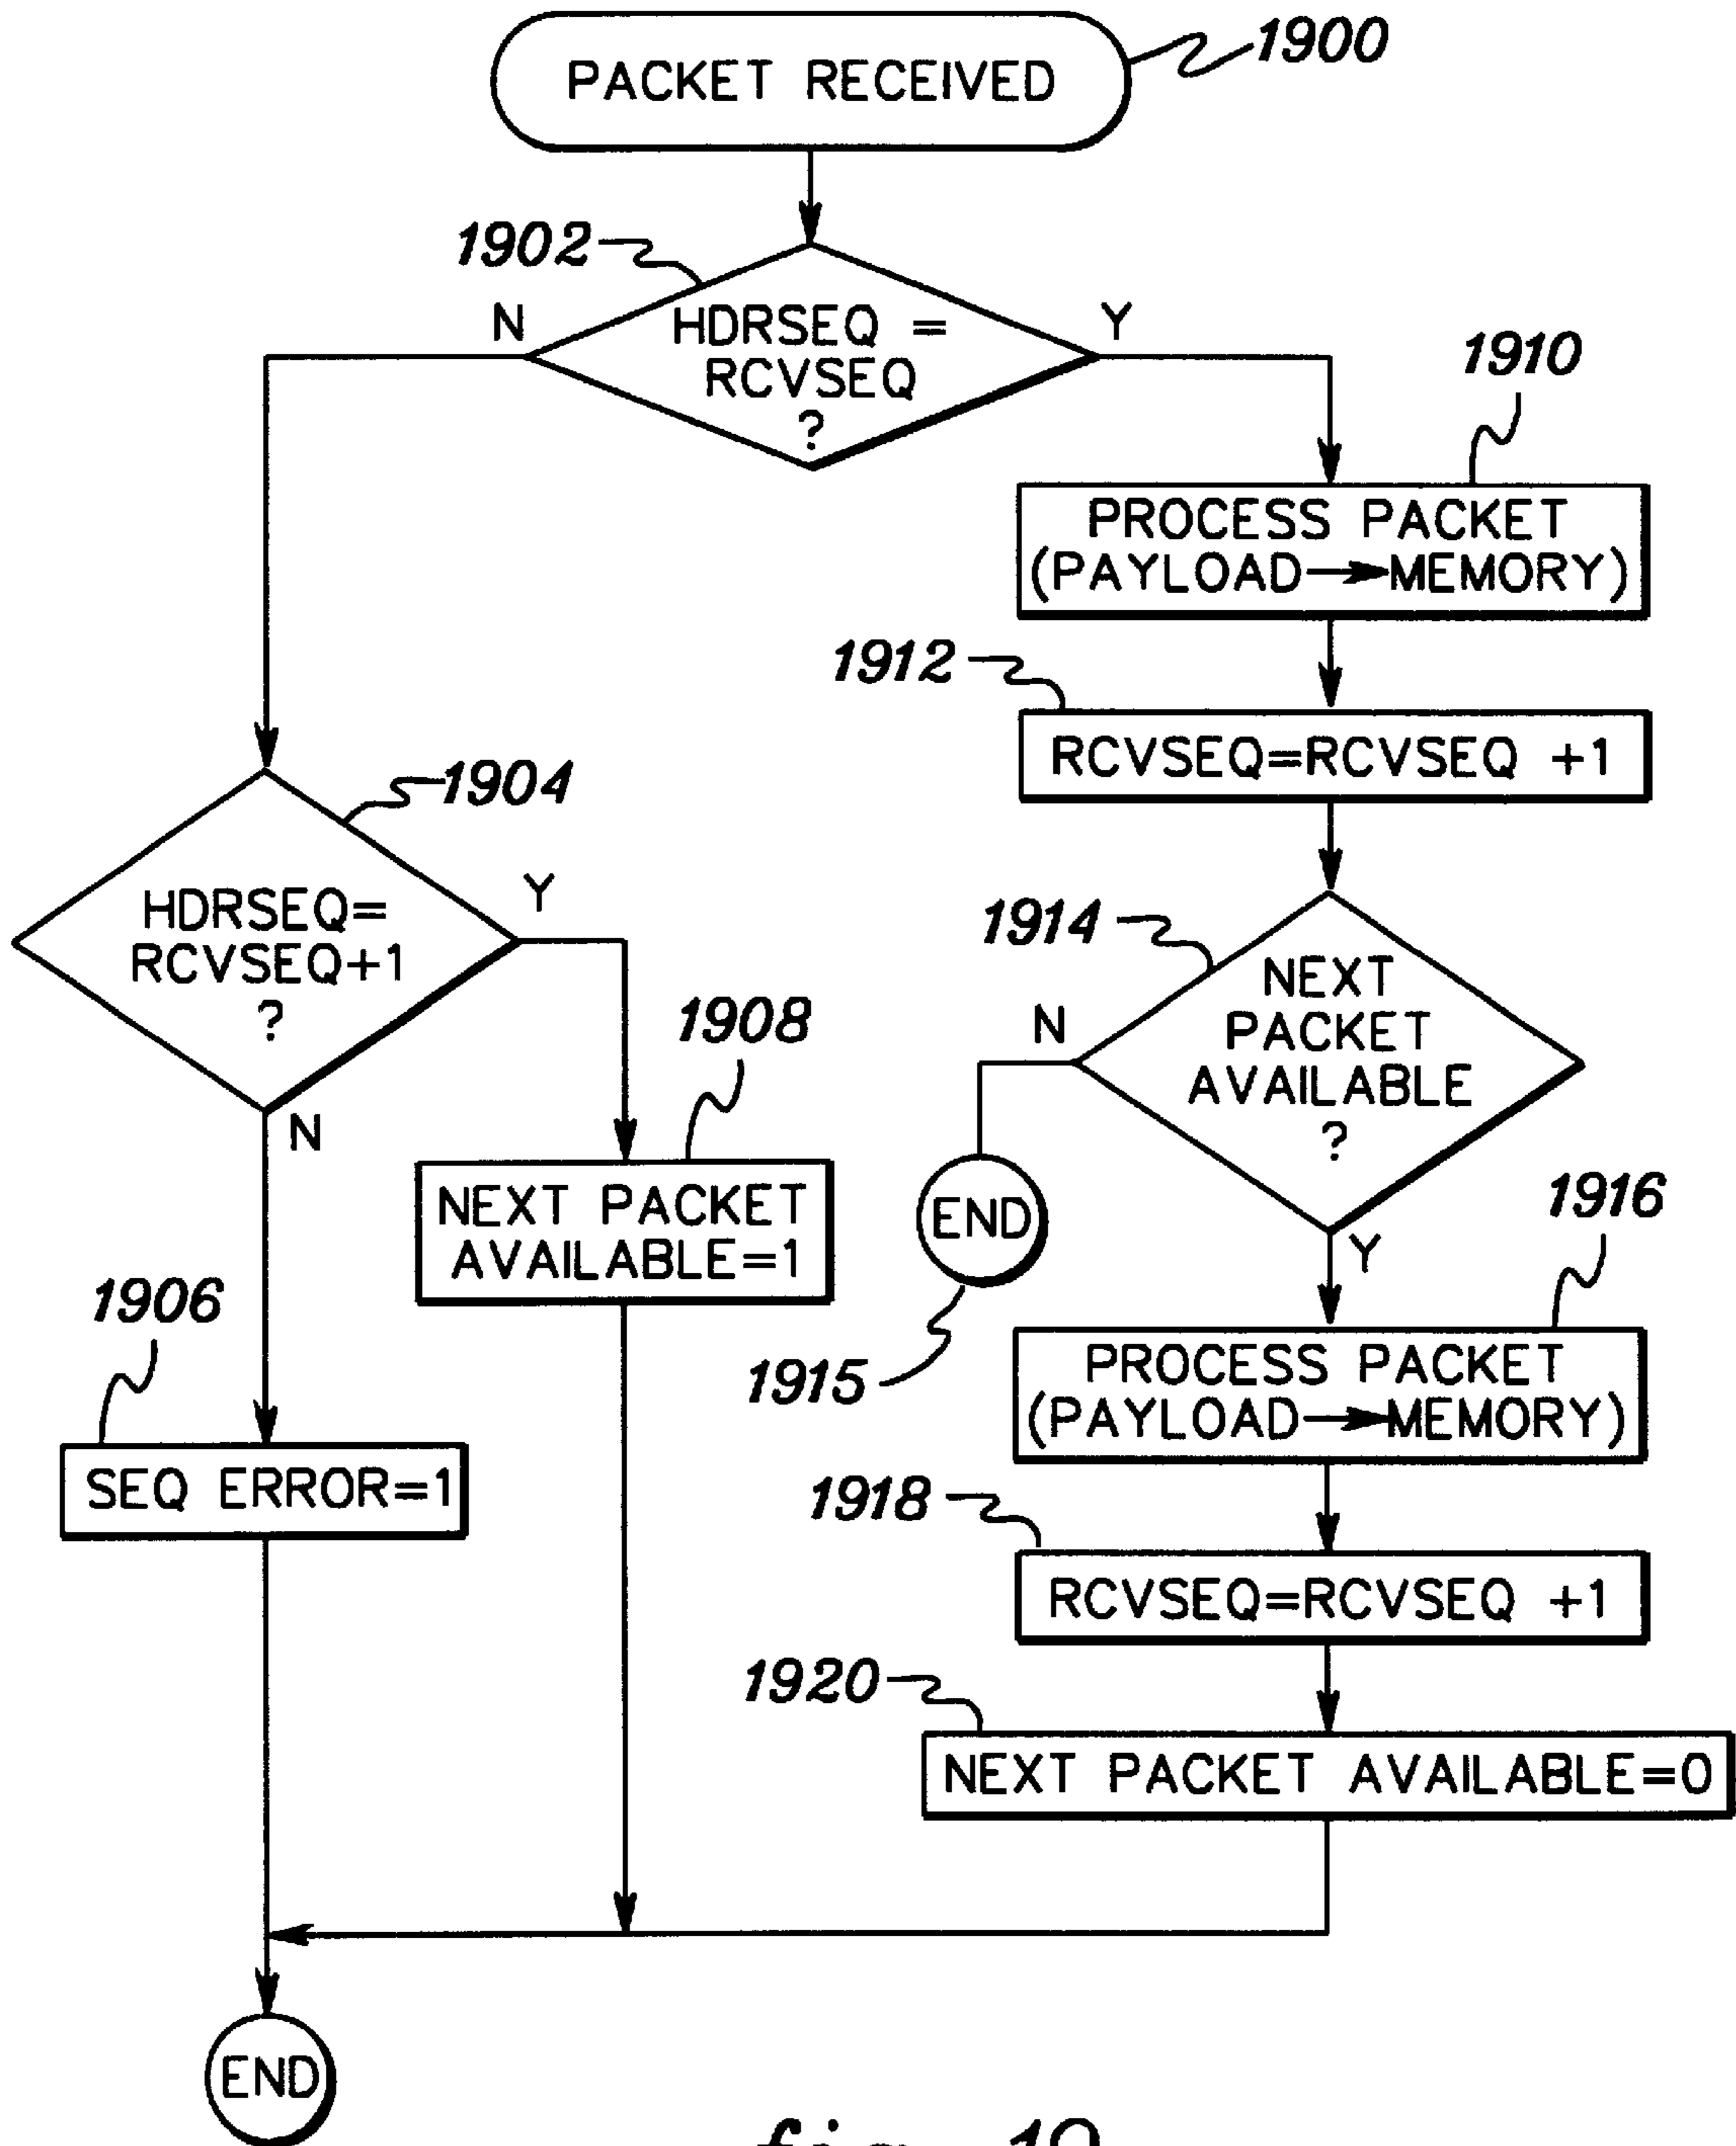 PACKET RECEIVED
1900
1902
N
HDRSEQ =
RCVSEQ
?
Y
1910
PROCESS PACKET
(PAYLOAD→MEMORY)
1912
RCVSEQ=RCVSEQ +1
1904
HDRSEQ=
RCVSEQ+1
?
Y
N
1914
NEXT
PACKET
AVAILABLE
?
N
Y
END
1915
1908
NEXT PACKET
AVAILABLE=1
1906
SEQ ERROR=1
1916
PROCESS PACKET
(PAYLOAD→MEMORY)
1918
RCVSEQ=RCVSEQ +1
1920
NEXT PACKET AVAILABLE=0
END
fig. 19